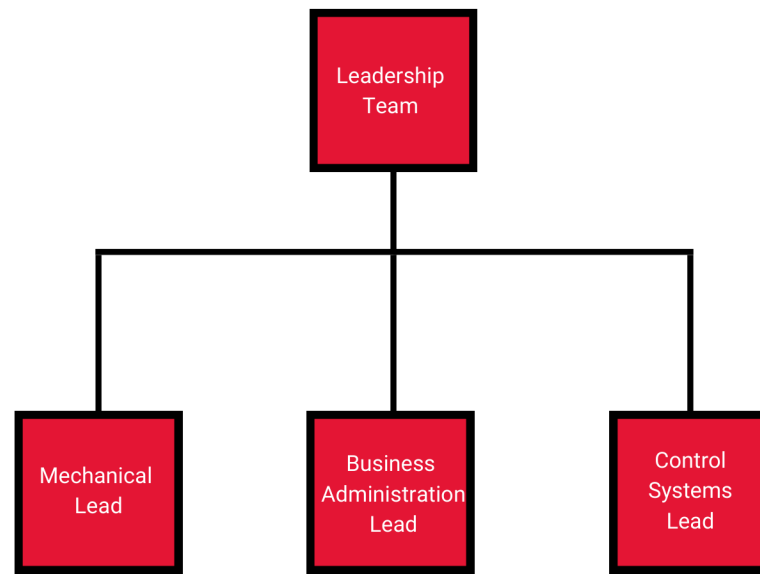 Leadership
Team
Mechanical
Lead
Business
Administration
Lead
Control
Systems
Lead